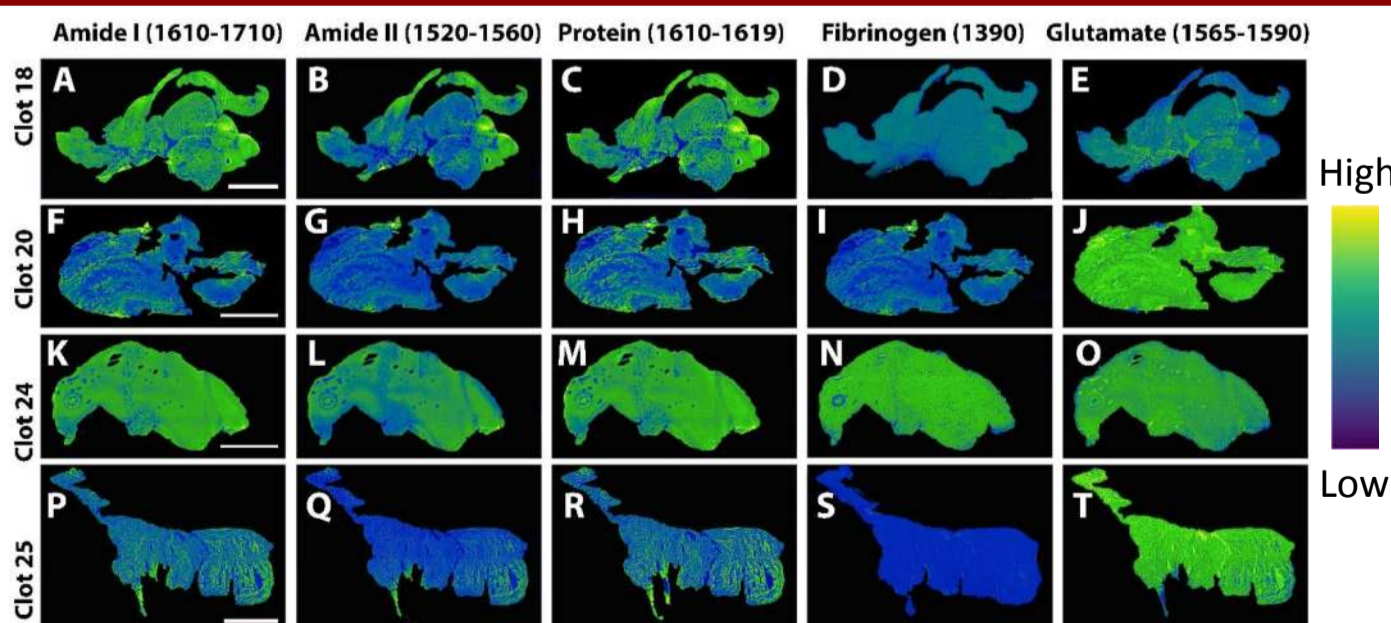 Amide I (1610-1710) Amide II (1520-1560) Protein (1610-1619) Fibrinogen (1390) Glutamate (1565-1590)
Clot 18
A B C D E
High
Clot 20
F G H I J
Clot 24
K L M N O
Low
Clot 25
P Q R S T